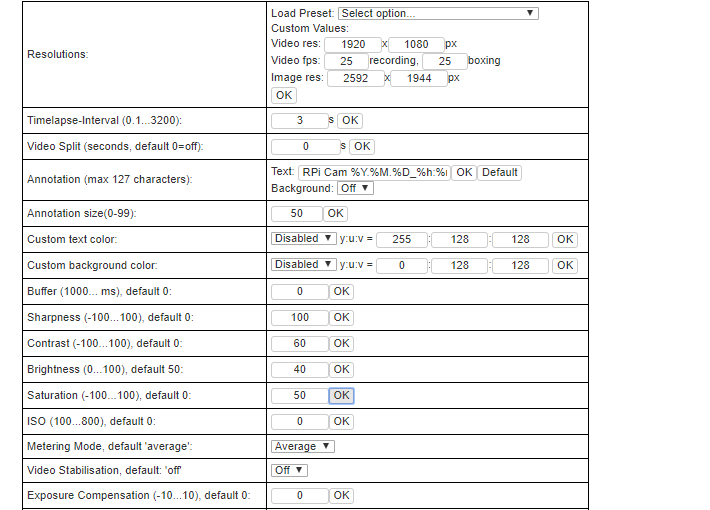 Load Preset: Select option...
Custom Values:
Resolutions:
Video res: 1920 x 1080 px
Video fps: 25 recording, 25 boxing
Image res: 2592 x 1944 px
OK
Timelapse-Interval (0.1...3200): 3 s OK
Video Split (seconds, default 0=off): 0 s OK
Annotation (max 127 characters): Text: RPi Cam %Y.%M.%D_%h:% OK Default
Background: Off
Annotation size(0-99): 50 OK
Custom text color: Disabled y:u:v = 255 : 128 : 128 OK
Custom background color: Disabled y:u:v = 0 : 128 : 128 OK
Buffer (1000... ms), default 0: 0 OK
Sharpness (-100...100), default 0: 100 OK
Contrast (-100...100), default 0: 60 OK
Brightness (0...100), default 50: 40 OK
Saturation (-100...100), default 0: 50 OK
ISO (100...800), default 0: 0 OK
Metering Mode, default 'average': Average
Video Stabilisation, default: 'off' Off
Exposure Compensation (-10...10), default 0: 0 OK